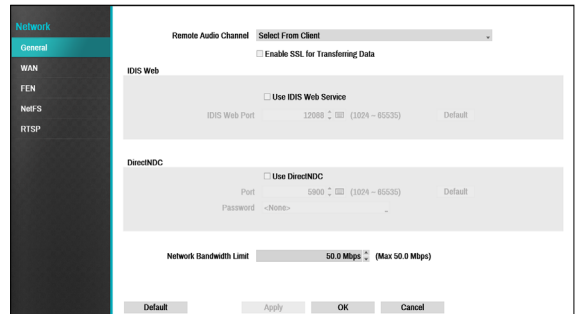 Network
General
WAN
FEN
NetFS
RTSP
Remote Audio Channel Select From Client
Enable SSL for Transferring Data
IDIS Web
Use IDIS Web Service
IDIS Web Port 12088 (1024 – 65535) Default
DirectNDC
Use DirectNDC
Port 5900 (1024 – 65535) Default
Password <None>
Network Bandwidth Limit 50.0 Mbps (Max 50.0 Mbps)
Default Apply OK Cancel